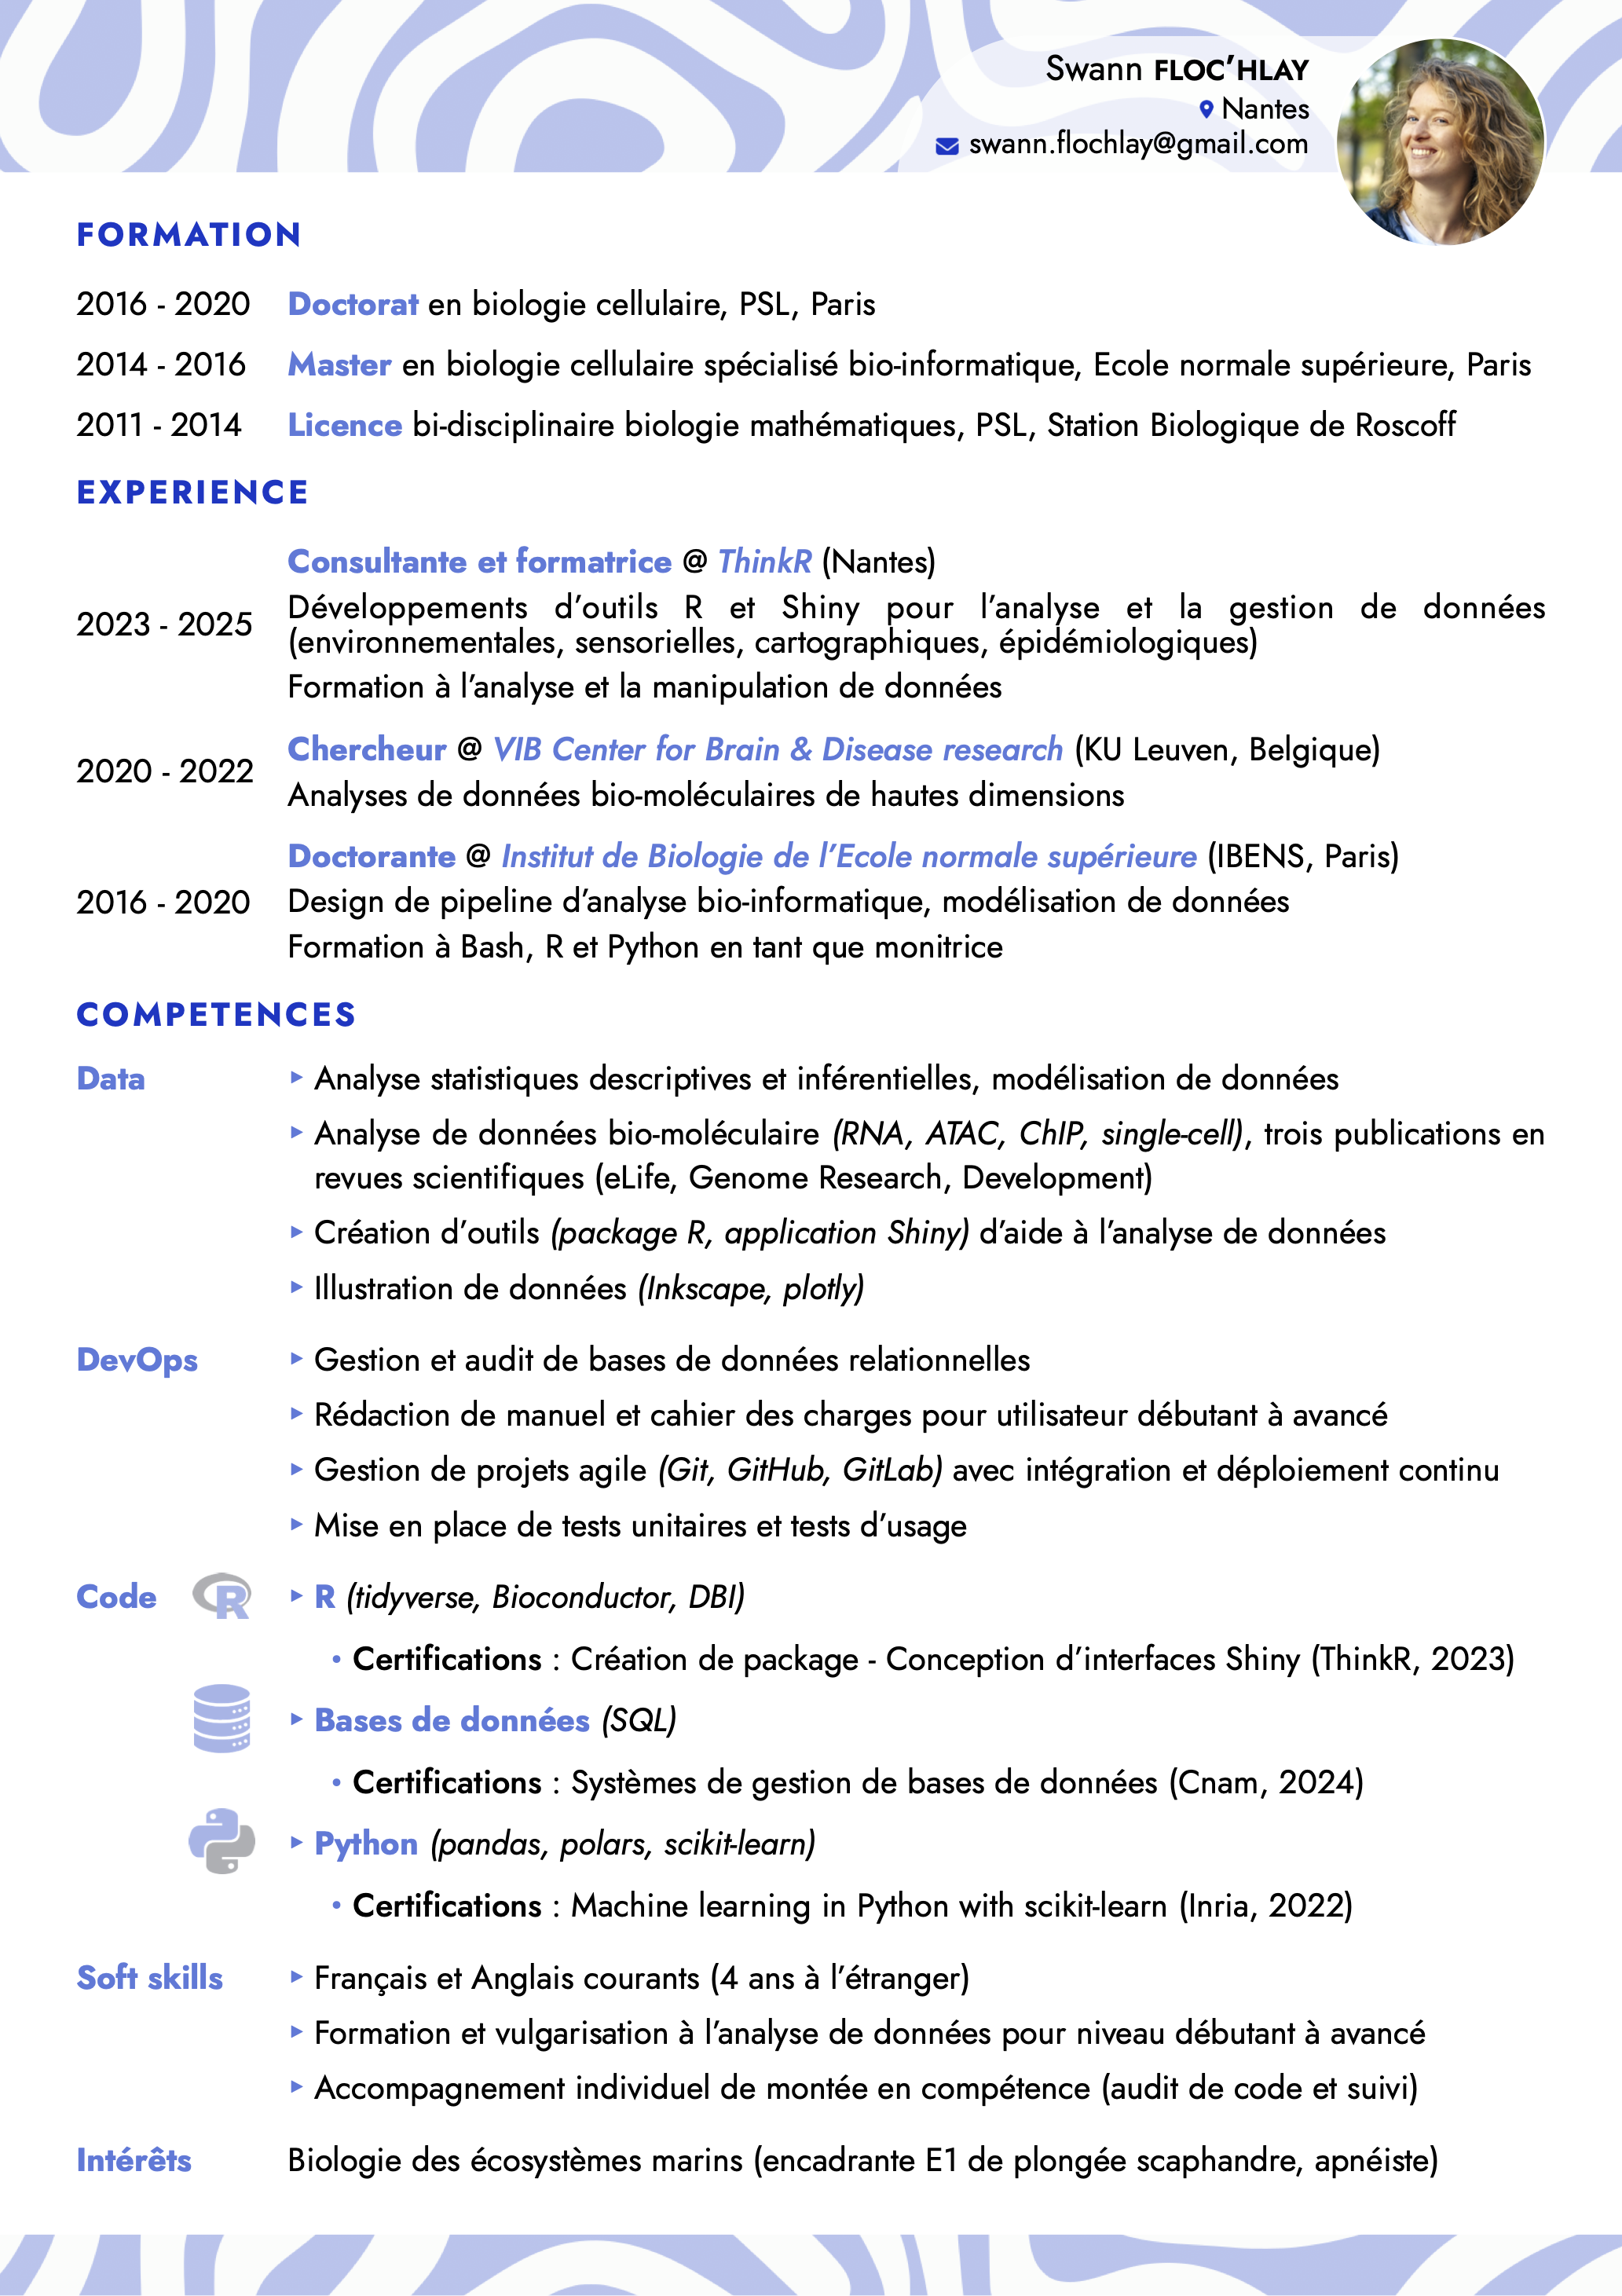 Swann FLOC'HLAY
Nantes
swann.flochlay@gmail.com
FORMATION
2016 - 2020 Doctorat en biologie cellulaire, PSL, Paris
2014 - 2016 Master en biologie cellulaire spécialisé bio-informatique, Ecole normale supérieure, Paris
2011 - 2014 Licence bi-disciplinaire biologie mathématiques, PSL, Station Biologique de Roscoff
EXPERIENCE
Consultante et formatrice @ ThinkR (Nantes)
2023 - 2025
Développements d'outils R et Shiny pour l'analyse et la gestion de données
(environnementales, sensorielles, cartographiques, épidémiologiques)
Formation à l'analyse et la manipulation de données
Chercheur @ VIB Center for Brain & Disease research (KU Leuven, Belgique)
2020 - 2022
Analyses de données bio-moléculaires de hautes dimensions
Doctorante @ Institut de Biologie de l'Ecole normale supérieure (IBENS, Paris)
2016 - 2020 Design de pipeline d'analyse bio-informatique, modélisation de données
Formation à Bash, R et Python en tant que monitrice
COMPETENCES
Data ▸ Analyse statistiques descriptives et inférentielles, modélisation de données
▸ Analyse de données bio-moléculaire (RNA, ATAC, ChIP, single-cell), trois publications en
revues scientifiques (eLife, Genome Research, Development)
▸ Création d'outils (package R, application Shiny) d'aide à l'analyse de données
▸ Illustration de données (Inkscape, plotly)
DevOps ▸ Gestion et audit de bases de données relationnelles
▸ Rédaction de manuel et cahier des charges pour utilisateur débutant à avancé
▸ Gestion de projets agile (Git, GitHub, GitLab) avec intégration et déploiement continu
▸ Mise en place de tests unitaires et tests d'usage
Code R ▸ R (tidyverse, Bioconductor, DBI)
• Certifications : Création de package - Conception d'interfaces Shiny (ThinkR, 2023)
▸ Bases de données (SQL)
• Certifications : Systèmes de gestion de bases de données (Cnam, 2024)
▸ Python (pandas, polars, scikit-learn)
• Certifications : Machine learning in Python with scikit-learn (Inria, 2022)
Soft skills ▸ Français et Anglais courants (4 ans à l'étranger)
▸ Formation et vulgarisation à l'analyse de données pour niveau débutant à avancé
▸ Accompagnement individuel de montée en compétence (audit de code et suivi)
Intérêts Biologie des écosystèmes marins (encadrante E1 de plongée scaphandre, apnéiste)